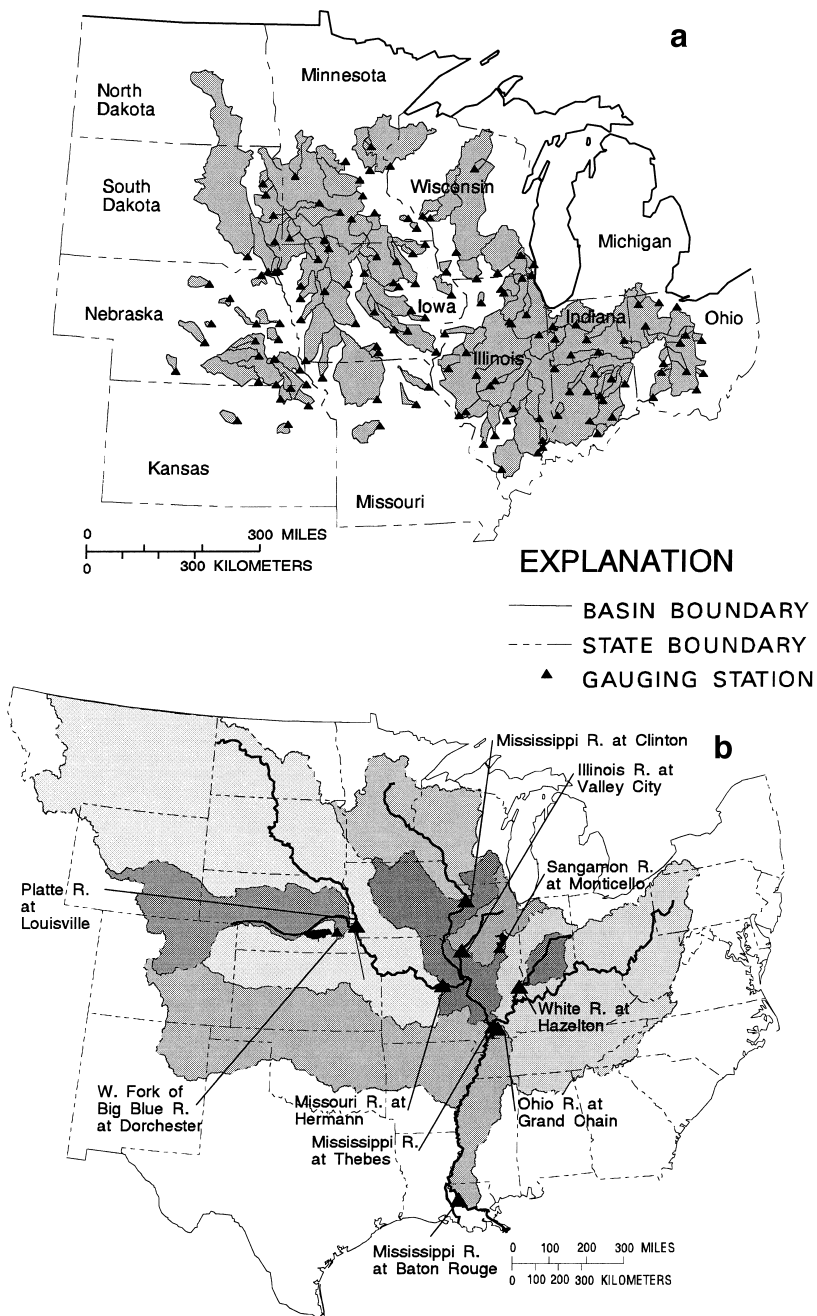 a
Minnesota
North
Dakota
South
Dakota
Wisconsin
Michigan
Nebraska
Iowa
Indiana
Ohio
Illinois
Kansas
Missouri
0 300 MILES
0 300 KILOMETERS
EXPLANATION
BASIN BOUNDARY
STATE BOUNDARY
GAUGING STATION
b
Mississippi R. at Clinton
Illinois R. at
Valley City
Sangamon R.
at Monticello
Platte R.
at
Louisville
White R. at
Hazelton
W. Fork of
Big Blue R.
at Dorchester
Missouri R. at
Hermann
Ohio R. at
Grand Chain
Mississippi R.
at Thebes
Mississippi R.
at Baton Rouge
0 100 200 300 MILES
0 100 200 300 KILOMETERS